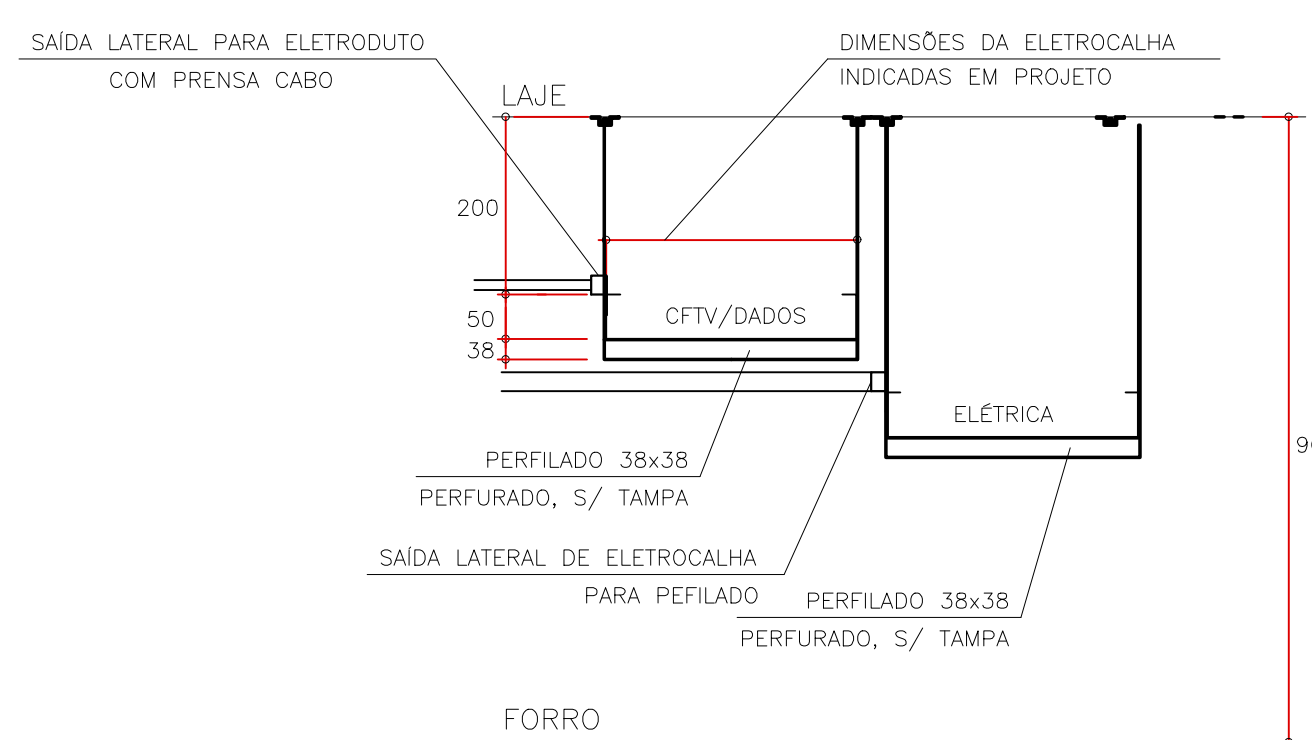 SAÍDA LATERAL PARA ELETRODUTO
COM PRENSA CABO
DIMENSÕES DA ELETROCALHA
INDICADAS EM PROJETO
LAJE
200
50
38
CFTV/DADOS
ELÉTRICA
PERFILADO 38x38
PERFURADO, S/ TAMPA
SAÍDA LATERAL DE ELETROCALHA
PARA PEFILADO
PERFILADO 38x38
PERFURADO, S/ TAMPA
FORRO